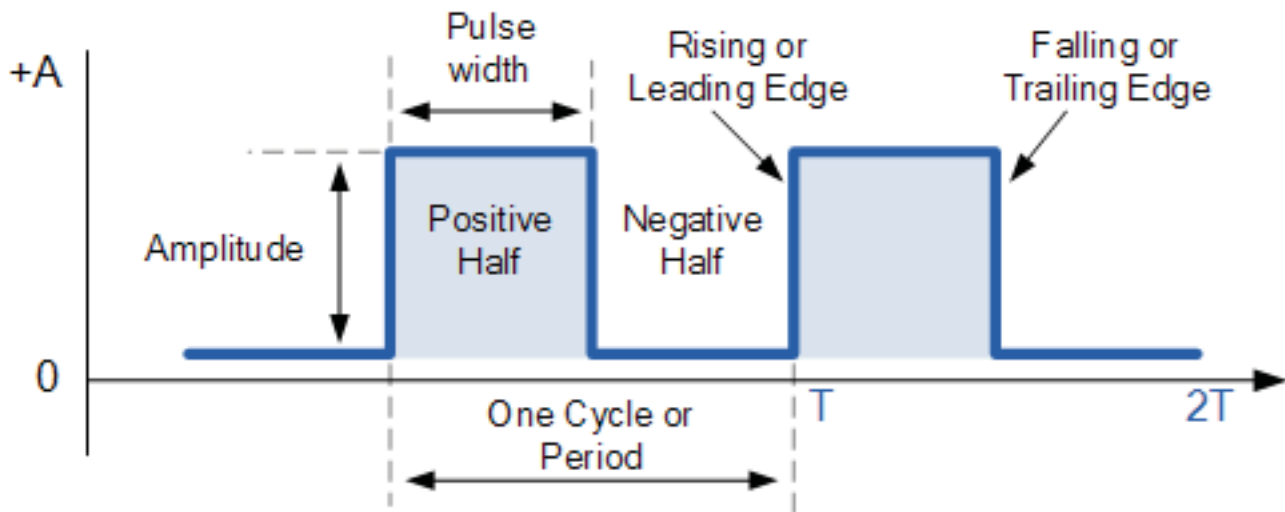 +A
Pulse
width
Rising or
Leading Edge
Falling or
Trailing Edge
Amplitude
Positive
Half
Negative
Half
0
T
2T
One Cycle or
Period